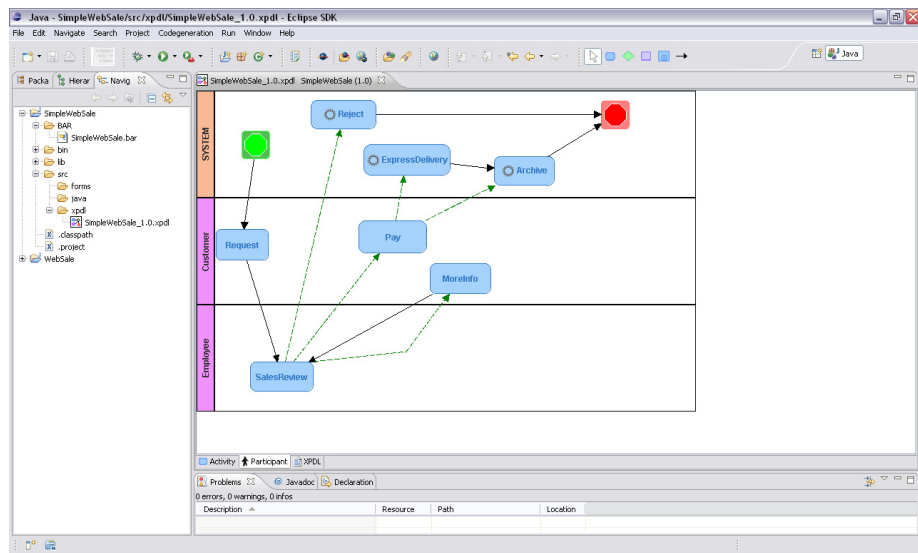 Java - SimpleWebSale/src/xpdl/SimpleWebSale_1.0.xpdl - Eclipse SDK
File Edit Navigate Search Project Codegeneration Run Window Help
Java
Packa Hierar Navig
SimpleWebSale_1.0.xpdl SimpleWebSale (1.0)
SimpleWebSale
BAR
SimpleWebSale.bar
bin
lib
src
forms
java
xpdl
SimpleWebSale_1.0.xpdl
.classpath
.project
WebSale
SYSTEM
Reject
ExpressDelivery
Archive
Customer
Request
Pay
MoreInfo
Employee
SalesReview
Activity Participant XPDL
Problems Javadoc Declaration
0 errors, 0 warnings, 0 infos
Description Resource Path Location